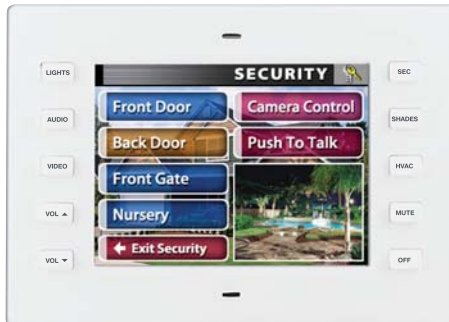 SECURITY
LIGHTS
AUDIO
VIDEO
VOL ▲
VOL ▼
Front Door
Back Door
Front Gate
Nursery
← Exit Security
Camera Control
Push To Talk
SEC
SHADES
HVAC
MUTE
OFF